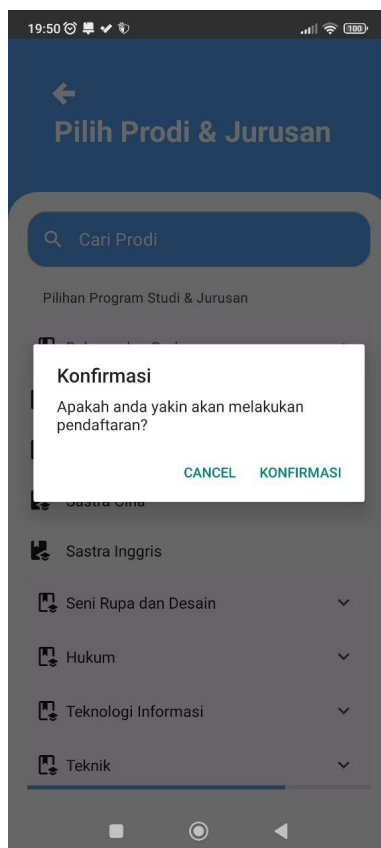 19:50
100
Pilih Prodi & Jurusan
Cari Prodi
Pilihan Program Studi & Jurusan
Konfirmasi
Apakah anda yakin akan melakukan
pendaftaran?
CANCEL KONFIRMASI
Sastra Inggris
Seni Rupa dan Desain
Hukum
Teknologi Informasi
Teknik